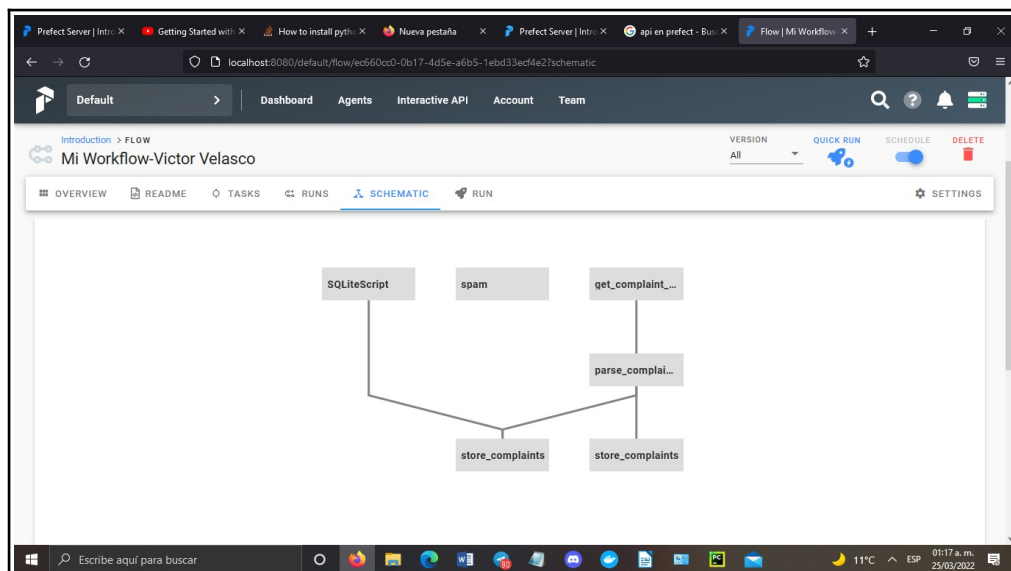 Prefect Server | Intro
Getting Started with
How to install pytho
Nueva pestaña
Prefect Server | Intro
api en prefect - Bus
Flow | Mi Workflow-
localhost:8080/default/flow/ec660cc0-0b17-4d5e-a6b5-1ebd33ecf4e2?schematic
Default
Dashboard Agents Interactive API Account Team
Introduction > FLOW
Mi Workflow-Victor Velasco
VERSION
All
QUICK RUN
SCHEDULE
DELETE
OVERVIEW README TASKS RUNS SCHEMATIC RUN SETTINGS
SQLiteScript spam get_complaint_...
parse_complai...
store_complaints store_complaints
Escribe aquí para buscar
11°C ESP
01:17 a. m.
25/03/2022